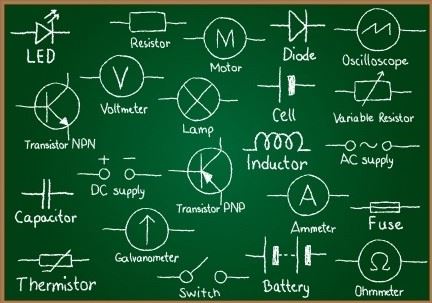 LED
Resistor
M
Motor
Diode
Oscilloscope
V
Voltmeter
Lamp
Cell
Variable Resistor
Transistor NPN
+ −
DC supply
Transistor PNP
Inductor
AC supply
Capacitor
Galvanometer
A
Ammeter
Fuse
Thermistor
Switch
Battery
Ω
Ohmmeter